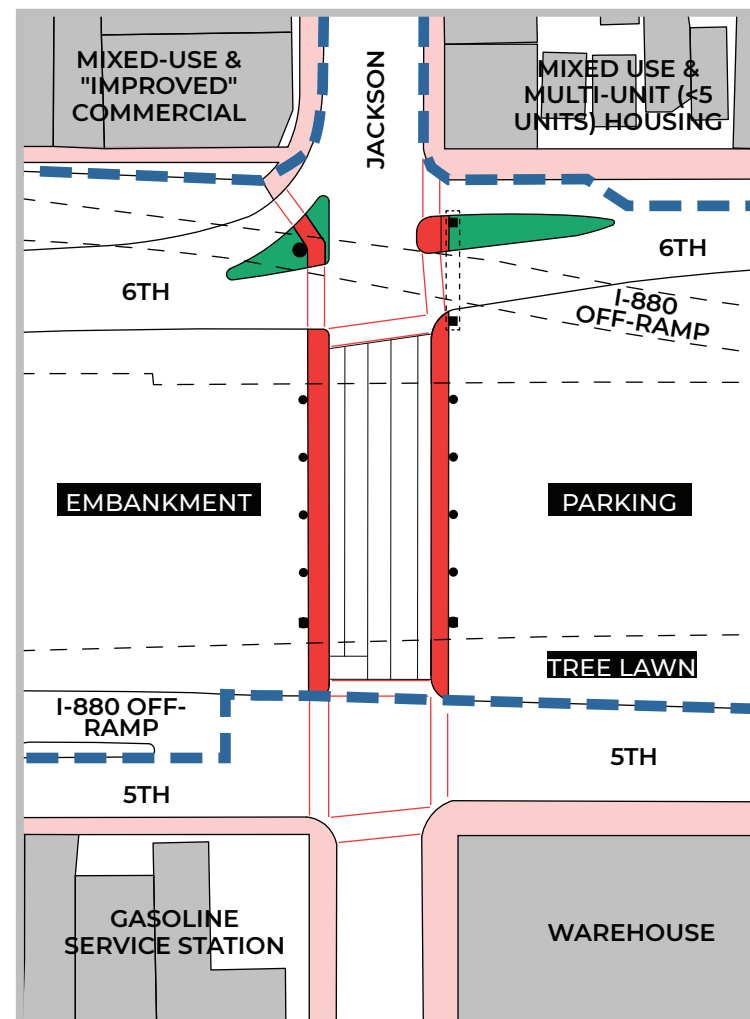 MIXED-USE &
"IMPROVED"
COMMERCIAL
JACKSON
MIXED USE &
MULTI-UNIT (<5
UNITS) HOUSING
6TH
6TH
I-880
OFF-RAMP
EMBANKMENT
PARKING
TREE LAWN
I-880 OFF-
RAMP
5TH
5TH
GASOLINE
SERVICE STATION
WAREHOUSE